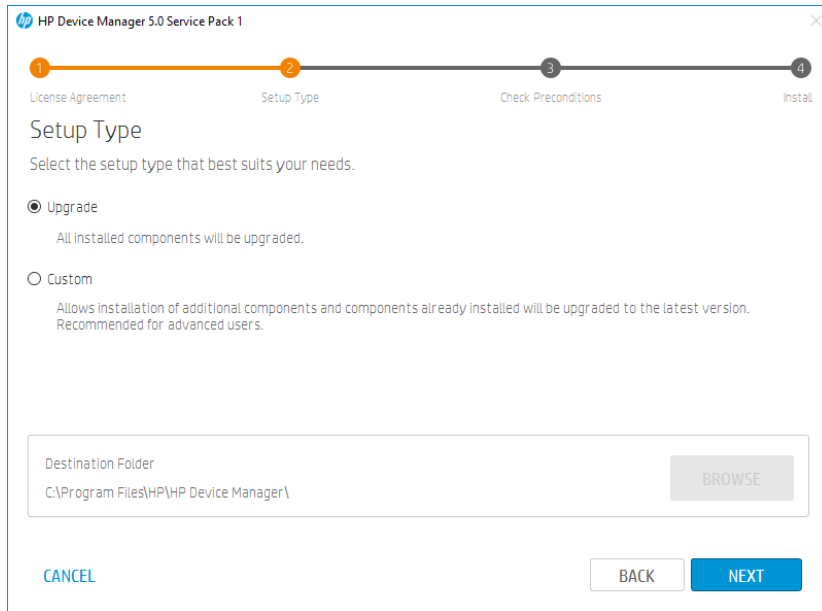 hp HP Device Manager 5.0 Service Pack 1
1 2 3 4
License Agreement Setup Type Check Preconditions Install
Setup Type
Select the setup type that best suits your needs.
Upgrade
All installed components will be upgraded.
Custom
Allows installation of additional components and components already installed will be upgraded to the latest version.
Recommended for advanced users.
Destination Folder
C:\Program Files\HP\HP Device Manager\
BROWSE
CANCEL BACK NEXT